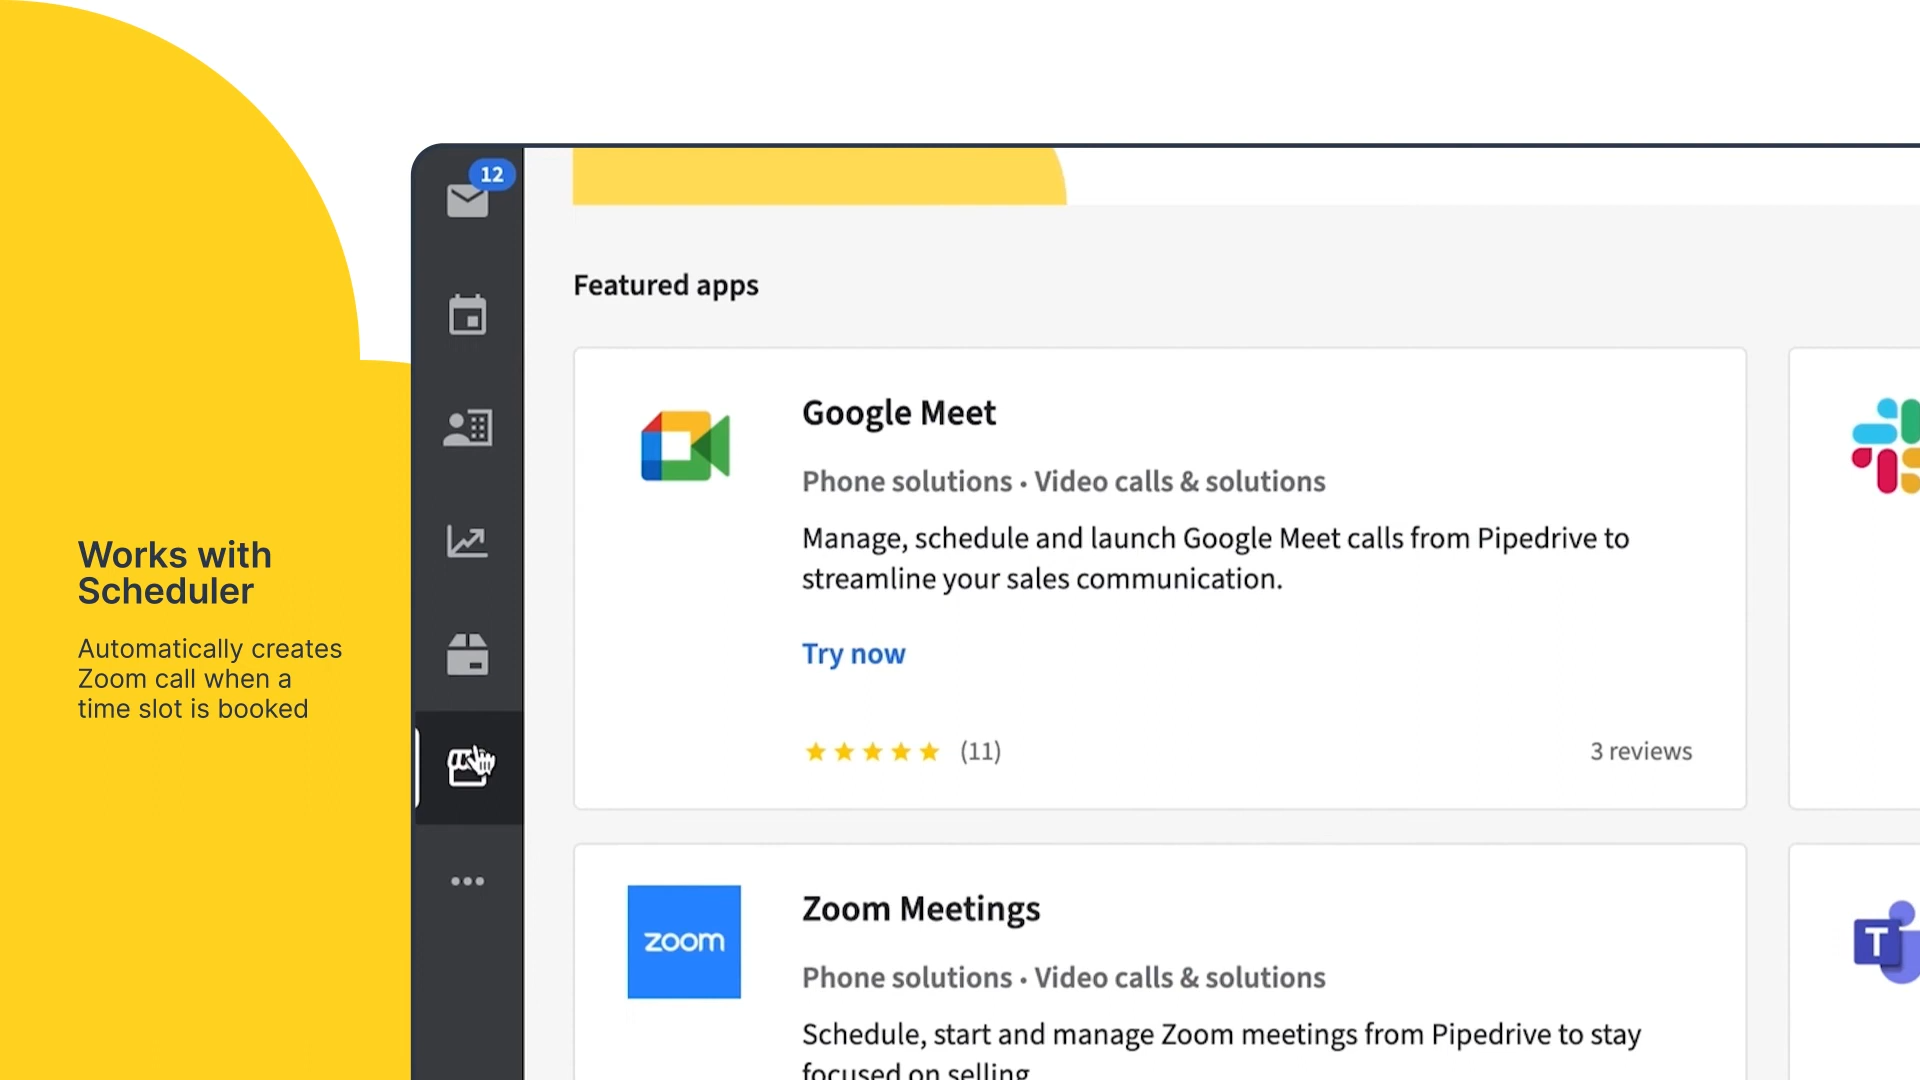 12
Featured apps
Google Meet
Phone solutions • Video calls & solutions
Manage, schedule and launch Google Meet calls from Pipedrive to
streamline your sales communication.
Try now
(11)
3 reviews
Works with
Scheduler
Automatically creates
Zoom call when a
time slot is booked
zoom
Zoom Meetings
Phone solutions • Video calls & solutions
Schedule, start and manage Zoom meetings from Pipedrive to stay
focused on selling
T